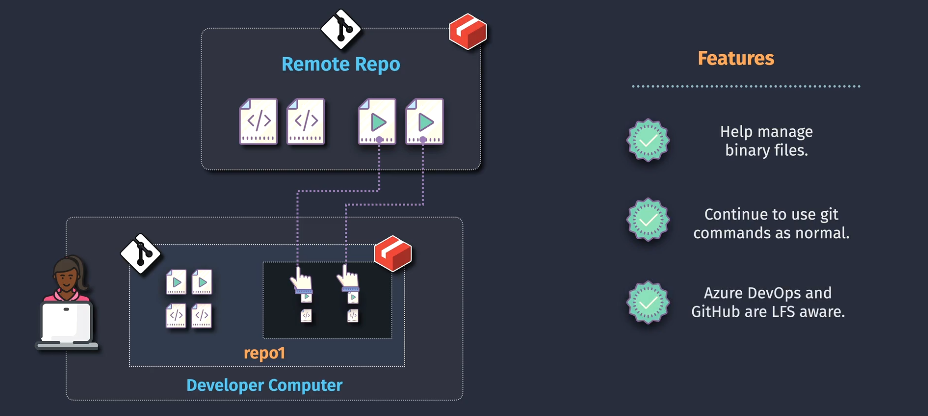 Remote Repo
</>
</>
repo1
Developer Computer
</>
</>
</>
</>
Features
Help manage
binary files.
Continue to use git
commands as normal.
Azure DevOps and
GitHub are LFS aware.